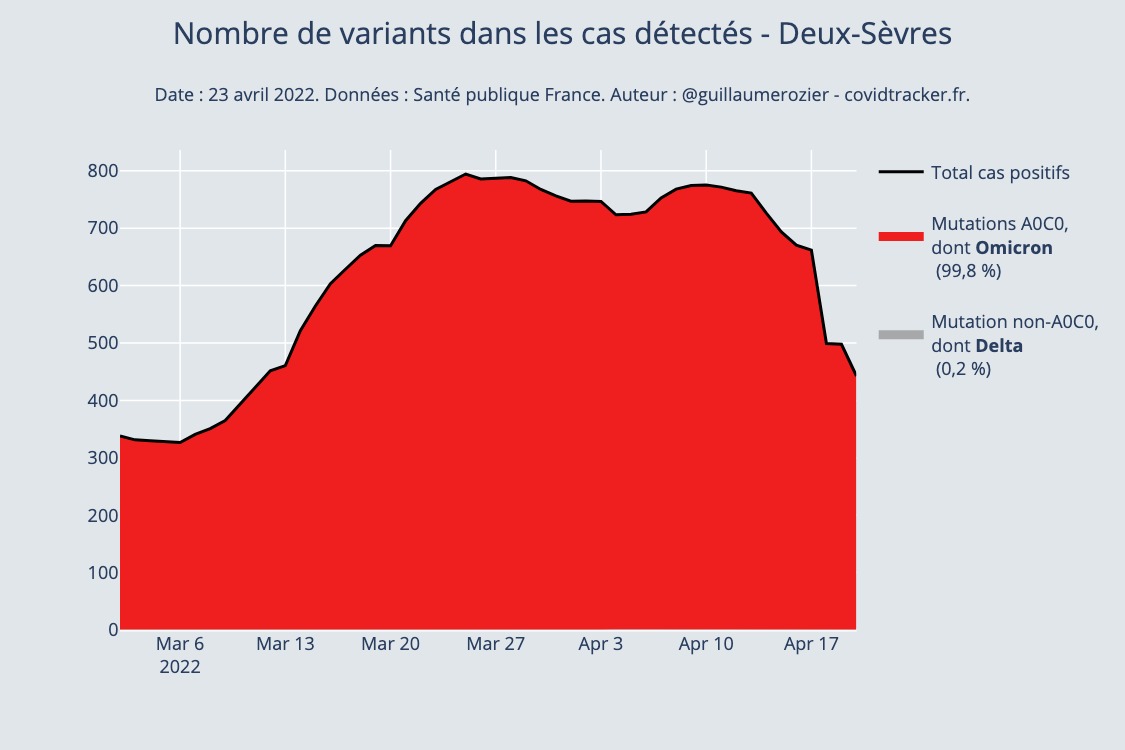 Nombre de variants dans les cas détectés - Deux-Sèvres
Date : 23 avril 2022. Données : Santé publique France. Auteur : @guillaumerozier - covidtracker.fr.
800
700
600
500
400
300
200
100
0
Mar 6
2022
Mar 13
Mar 20
Mar 27
Apr 3
Apr 10
Apr 17
Total cas positifs
Mutations A0C0,
dont Omicron
(99,8 %)
Mutation non-A0C0,
dont Delta
(0,2 %)